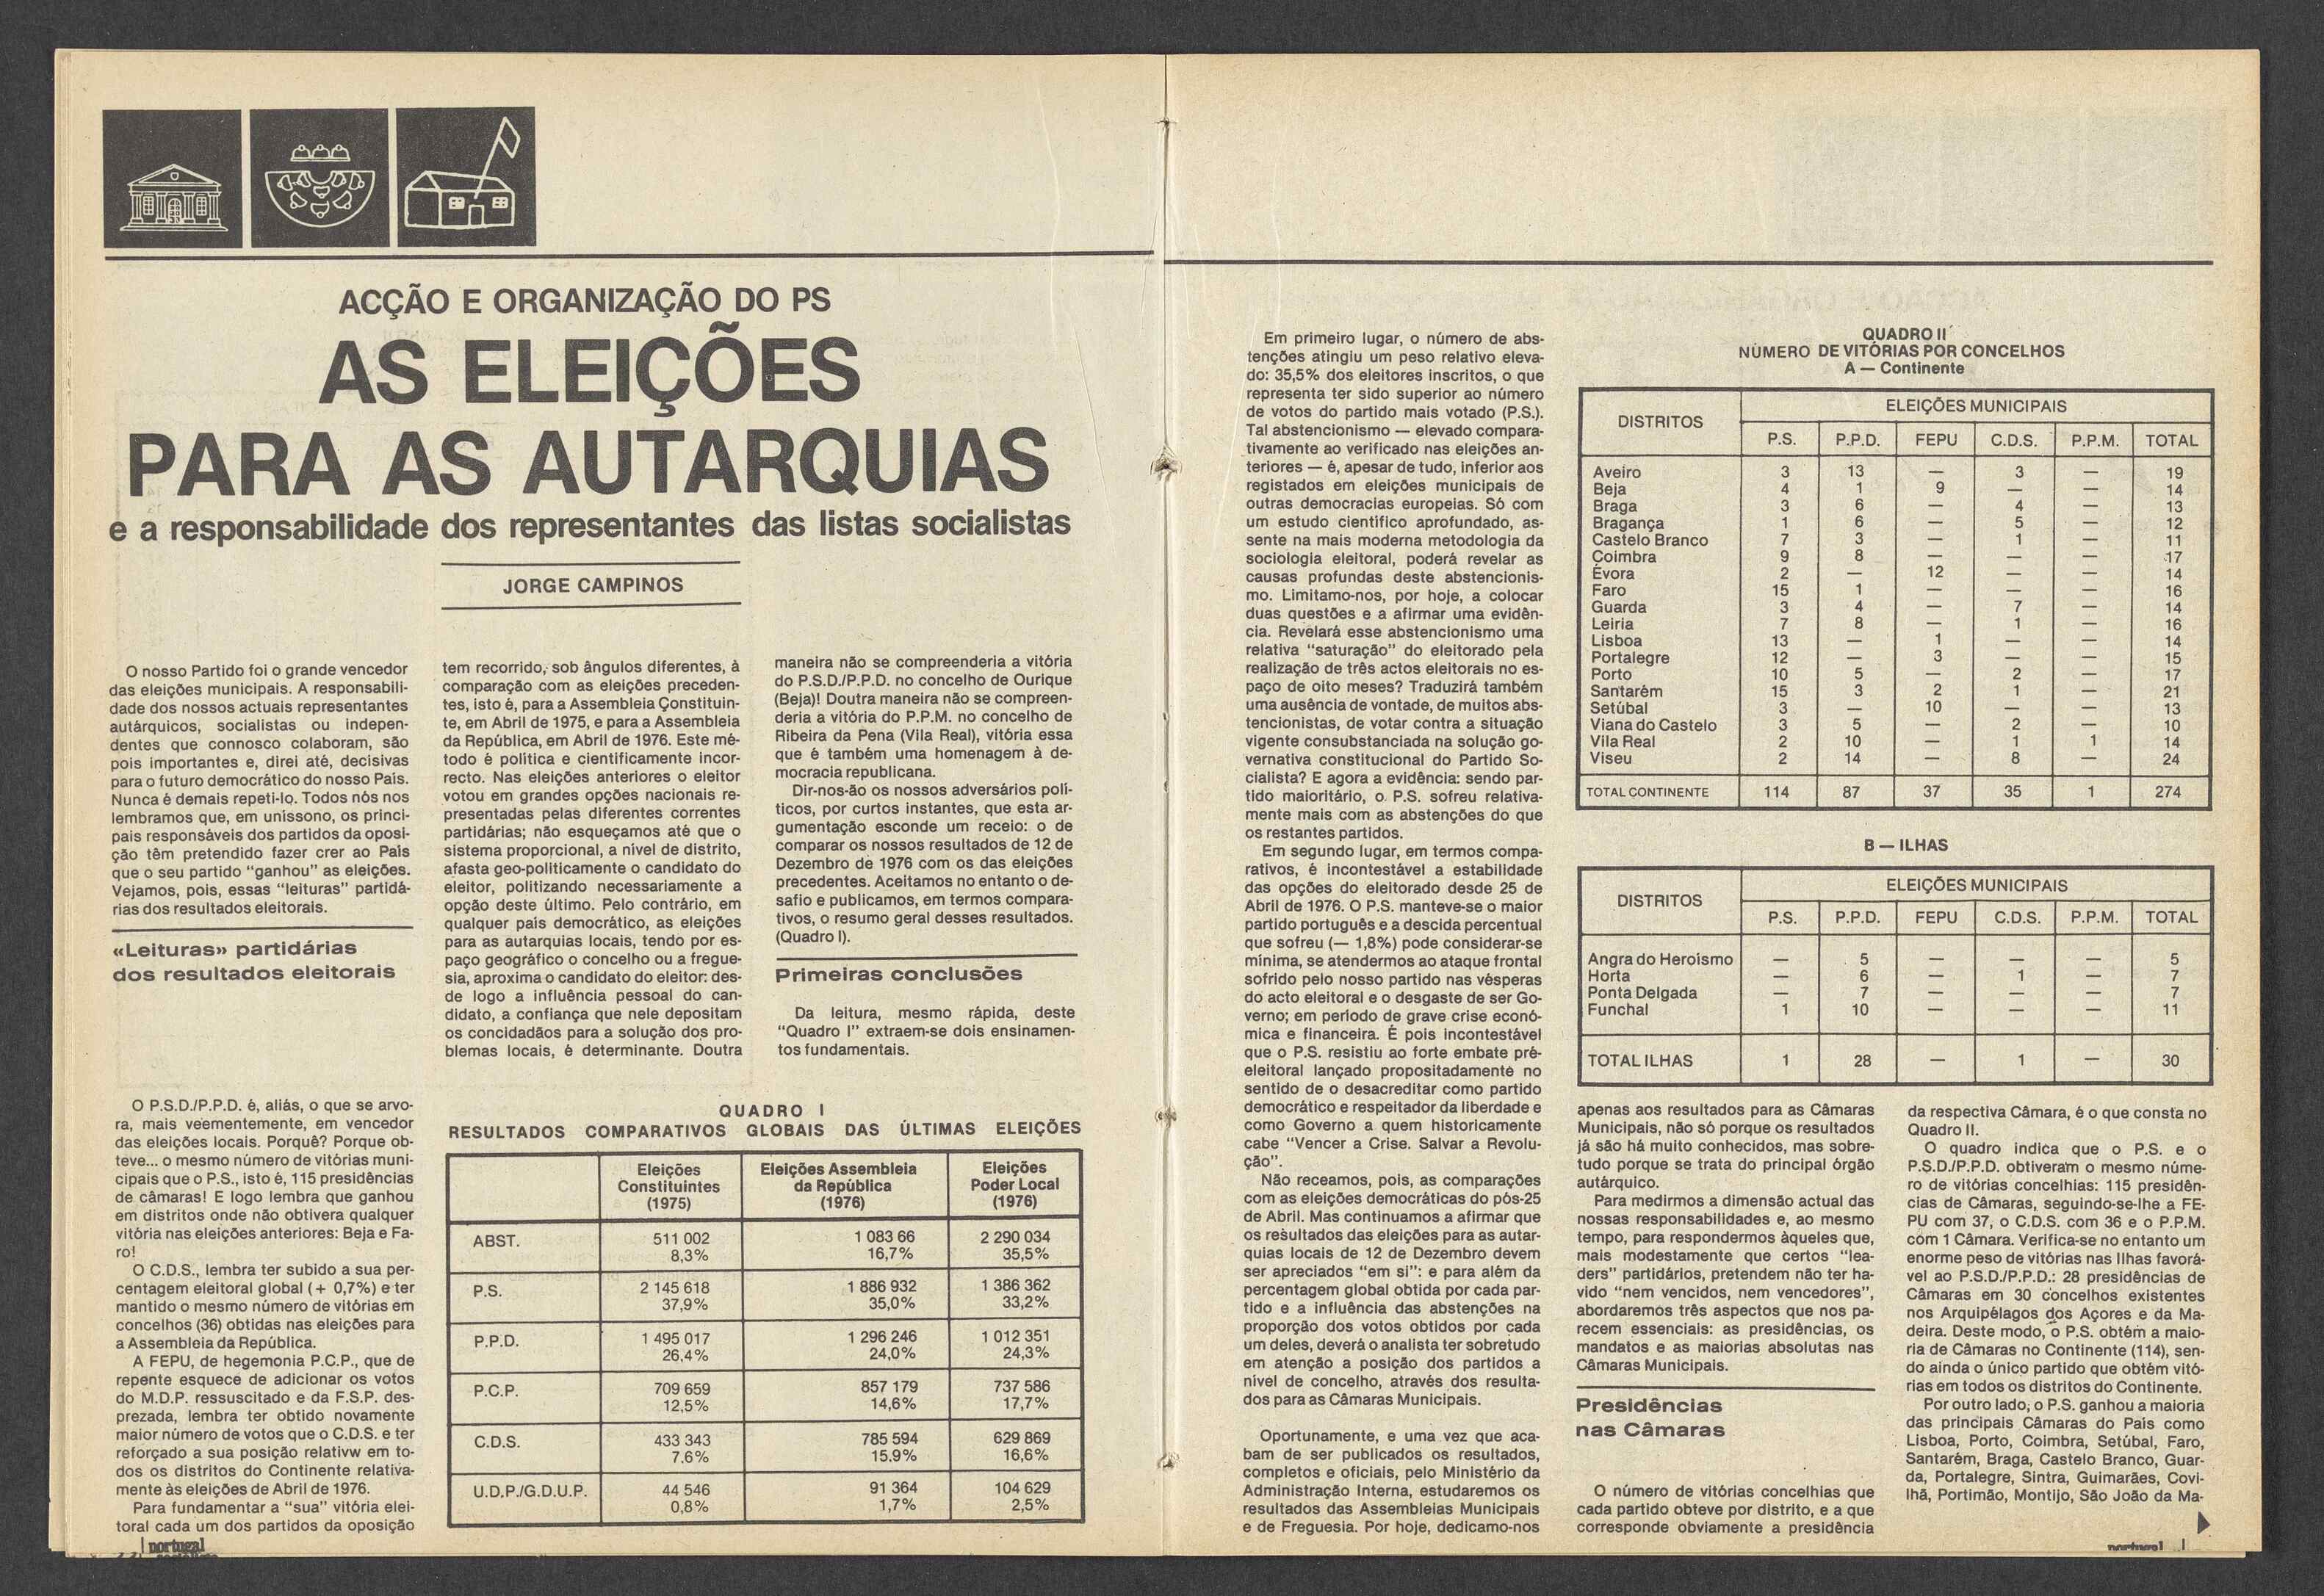 ACÇÃO E ORGANIZAÇÃO DO PS
AS ELEIÇÕES
PARA AS AUTARQUIAS
e a responsabilidade dos representantes das listas socialistas
JORGE CAMPINOS
O nosso Partido foi o grande vencedor
das eleições municipais. A responsabili-
dade dos nossos actuais representantes
autárquicos, socialistas ou indepen-
dentes que connosco colaboram, são
pois importantes e, direi até, decisivas
para o futuro democrático do nosso País.
Nunca é demais repeti-lo. Todos nós nos
lembramos que, em uníssono, os princi-
pais responsáveis dos partidos da oposi-
ção têm pretendido fazer crer ao País
que o seu partido "ganhou" as eleições.
Vejamos, pois, essas "leituras" partidá-
rias dos resultados eleitorais.
«Leituras» partidárias
dos resultados eleitorais
O P.S.D./P.P.D. é, aliás, o que se arvo-
ra, mais veementemente, em vencedor
das eleições locais. Porquê? Porque ob-
teve... o mesmo número de vitórias muni-
cipais que o P.S., isto é, 115 presidências
de câmaras! E logo lembra que ganhou
em distritos onde não obtivera qualquer
vitória nas eleições anteriores: Beja e Fa-
ro!
O C.D.S., lembra ter subido a sua per-
centagem eleitoral global (+ 0,7%) e ter
mantido o mesmo número de vitórias em
concelhos (36) obtidas nas eleições para
a Assembleia da República.
A FEPU, de hegemonia P.C.P., que de
repente esquece de adicionar os votos
do M.D.P. ressuscitado e da F.S.P. des-
prezada, lembra ter obtido novamente
maior número de votos que o C.D.S. e ter
reforçado a sua posição relativw em to-
dos os distritos do Continente relativa-
mente às eleições de Abril de 1976.
Para fundamentar a "sua" vitória elei-
toral cada um dos partidos da oposição
tem recorrido, sob ângulos diferentes, à
comparação com as eleições preceden-
tes, isto é, para a Assembleia Constituin-
te, em Abril de 1975, e para a Assembleia
da República, em Abril de 1976. Este mé-
todo é política e cientificamente incor-
recto. Nas eleições anteriores o eleitor
votou em grandes opções nacionais re-
presentadas pelas diferentes correntes
partidárias; não esqueçamos até que o
sistema proporcional, a nível de distrito,
afasta geo-politicamente o candidato do
eleitor, politizando necessariamente a
opção deste último. Pelo contrário, em
qualquer país democrático, as eleições
para as autarquias locais, tendo por es-
paço geográfico o concelho ou a fregue-
sia, aproxima o candidato do eleitor: des-
de logo a influência pessoal do can-
didato, a confiança que nele depositam
os concidadãos para a solução dos pro-
blemas locais, é determinante. Doutra
maneira não se compreenderia a vitória
do P.S.D./P.P.D. no concelho de Ourique
(Beja)! Doutra maneira não se compreen-
deria a vitória do P.P.M. no concelho de
Ribeira da Pena (Vila Real), vitória essa
que é também uma homenagem à de-
mocracia republicana.
Dir-nos-ão os nossos adversários polí-
ticos, por curtos instantes, que esta ar-
gumentação esconde um receio: o de
comparar os nossos resultados de 12 de
Dezembro de 1976 com os das eleições
precedentes. Aceitamos no entanto o de-
safio e publicamos, em termos compara-
tivos, o resumo geral desses resultados.
(Quadro I).
Primeiras conclusões
Da leitura, mesmo rápida, deste
"Quadro I" extraem-se dois ensinamen-
tos fundamentais.
QUADRO I
RESULTADOS COMPARATIVOS GLOBAIS DAS ÚLTIMAS ELEIÇÕES
Eleições Constituintes (1975) Eleições Assembleia da República (1976) Eleições Poder Local (1976)
ABST. 511 002 1 083 66 2 290 034
8,3% 16,7% 35,5%
P.S. 2 145 618 1 886 932 1 386 362
37,9% 35,0% 33,2%
P.P.D. 1 495 017 1 296 246 1 012 351
26,4% 24,0% 24,3%
P.C.P. 709 659 857 179 737 586
12,5% 14,6% 17,7%
C.D.S. 433 343 785 594 629 869
7.6% 15.9% 16,6%
U.D.P./G.D.U.P. 44 546 91 364 104 629
0,8% 1,7% 2,5%
portugal
Em primeiro lugar, o número de abs-
tenções atingiu um peso relativo eleva-
do: 35,5% dos eleitores inscritos, o que
representa ter sido superior ao número
de votos do partido mais votado (P.S.).
Tal abstencionismo — elevado compara-
tivamente ao verificado nas eleições an-
teriores — é, apesar de tudo, inferior aos
registados em eleições municipais de
outras democracias europeias. Só com
um estudo científico aprofundado, as-
sente na mais moderna metodologia da
sociologia eleitoral, poderá revelar as
causas profundas deste abstencionis-
mo. Limitamo-nos, por hoje, a colocar
duas questões e a afirmar uma evidên-
cia. Revelará esse abstencionismo uma
relativa "saturação" do eleitorado pela
realização de três actos eleitorais no es-
paço de oito meses? Traduzirá também
uma ausência de vontade, de muitos abs-
tencionistas, de votar contra a situação
vigente consubstanciada na solução go-
vernativa constitucional do Partido So-
cialista? E agora a evidência: sendo par-
tido maioritário, o P.S. sofreu relativa-
mente mais com as abstenções do que
os restantes partidos.
Em segundo lugar, em termos compa-
rativos, é incontestável a estabilidade
das opções do eleitorado desde 25 de
Abril de 1976. O P.S. manteve-se o maior
partido português e a descida percentual
que sofreu (— 1,8%) pode considerar-se
mínima, se atendermos ao ataque frontal
sofrido pelo nosso partido nas vésperas
do acto eleitoral e o desgaste de ser Go-
verno; em período de grave crise econó-
mica e financeira. É pois incontestável
que o P.S. resistiu ao forte embate pré-
eleitoral lançado propositadamente no
sentido de o desacreditar como partido
democrático e respeitador da liberdade e
como Governo a quem historicamente
cabe "Vencer a Crise. Salvar a Revolu-
ção".
Não receamos, pois, as comparações
com as eleições democráticas do pós-25
de Abril. Mas continuamos a afirmar que
os resultados das eleições para as autar-
quias locais de 12 de Dezembro devem
ser apreciados "em si": e para além da
percentagem global obtida por cada par-
tido e a influência das abstenções na
proporção dos votos obtidos por cada
um deles, deverá o analista ter sobretudo
em atenção a posição dos partidos a
nível de concelho, através dos resulta-
dos para as Câmaras Municipais.
Oportunamente, e uma vez que aca-
bam de ser publicados os resultados,
completos e oficiais, pelo Ministério da
Administração Interna, estudaremos os
resultados das Assembleias Municipais
e de Freguesia. Por hoje, dedicamo-nos
QUADRO II
NÚMERO DE VITÓRIAS POR CONCELHOS
A — Continente
DISTRITOS ELEIÇÕES MUNICIPAIS
P.S. P.P.D. FEPU C.D.S. P.P.M. TOTAL
Aveiro 3 13 — 3 — 19
Beja 4 1 9 — — 14
Braga 3 6 — 4 — 13
Bragança 1 6 — 5 — 12
Castelo Branco 7 3 — 1 — 11
Coimbra 9 8 — — — 17
Évora 2 — 12 — — 14
Faro 15 1 — — — 16
Guarda 3 4 — 7 — 14
Leiria 7 8 — 1 — 16
Lisboa 13 — 1 — — 14
Portalegre 12 — 3 — — 15
Porto 10 5 — 2 — 17
Santarém 15 3 2 1 — 21
Setúbal 3 — 10 — — 13
Viana do Castelo 3 5 — 2 — 10
Vila Real 2 10 — 1 1 14
Viseu 2 14 — 8 — 24
TOTAL CONTINENTE 114 87 37 35 1 274
B — ILHAS
DISTRITOS ELEIÇÕES MUNICIPAIS
P.S. P.P.D. FEPU C.D.S. P.P.M. TOTAL
Angra do Heroísmo — 5 — — — 5
Horta — 6 — 1 — 7
Ponta Delgada — 7 — — — 7
Funchal 1 10 — — — 11
TOTAL ILHAS 1 28 — 1 — 30
apenas aos resultados para as Câmaras
Municipais, não só porque os resultados
já são há muito conhecidos, mas sobre-
tudo porque se trata do principal órgão
autárquico.
Para medirmos a dimensão actual das
nossas responsabilidades e, ao mesmo
tempo, para respondermos àqueles que,
mais modestamente que certos "lea-
ders" partidários, pretendem não ter ha-
vido "nem vencidos, nem vencedores",
abordaremos três aspectos que nos pa-
recem essenciais: as presidências, os
mandatos e as maiorias absolutas nas
Câmaras Municipais.
Presidências
nas Câmaras
O número de vitórias concelhias que
cada partido obteve por distrito, e a que
corresponde obviamente a presidência
da respectiva Câmara, é o que consta no
Quadro II.
O quadro indica que o P.S. e o
P.S.D./P.P.D. obtiveram o mesmo núme-
ro de vitórias concelhias: 115 presidên-
cias de Câmaras, seguindo-se-lhe a FE-
PU com 37, o C.D.S. com 36 e o P.P.M.
com 1 Câmara. Verifica-se no entanto um
enorme peso de vitórias nas Ilhas favorá-
vel ao P.S.D./P.P.D.: 28 presidências de
Câmaras em 30 concelhos existentes
nos Arquipélagos dos Açores e da Ma-
deira. Deste modo, o P.S. obtém a maio-
ria de Câmaras no Continente (114), sen-
do ainda o único partido que obtém vitó-
rias em todos os distritos do Continente.
Por outro lado, o P.S. ganhou a maioria
das principais Câmaras do País como
Lisboa, Porto, Coimbra, Setúbal, Faro,
Santarém, Braga, Castelo Branco, Guar-
da, Portalegre, Sintra, Guimarães, Covi-
lhã, Portimão, Montijo, São João da Ma-